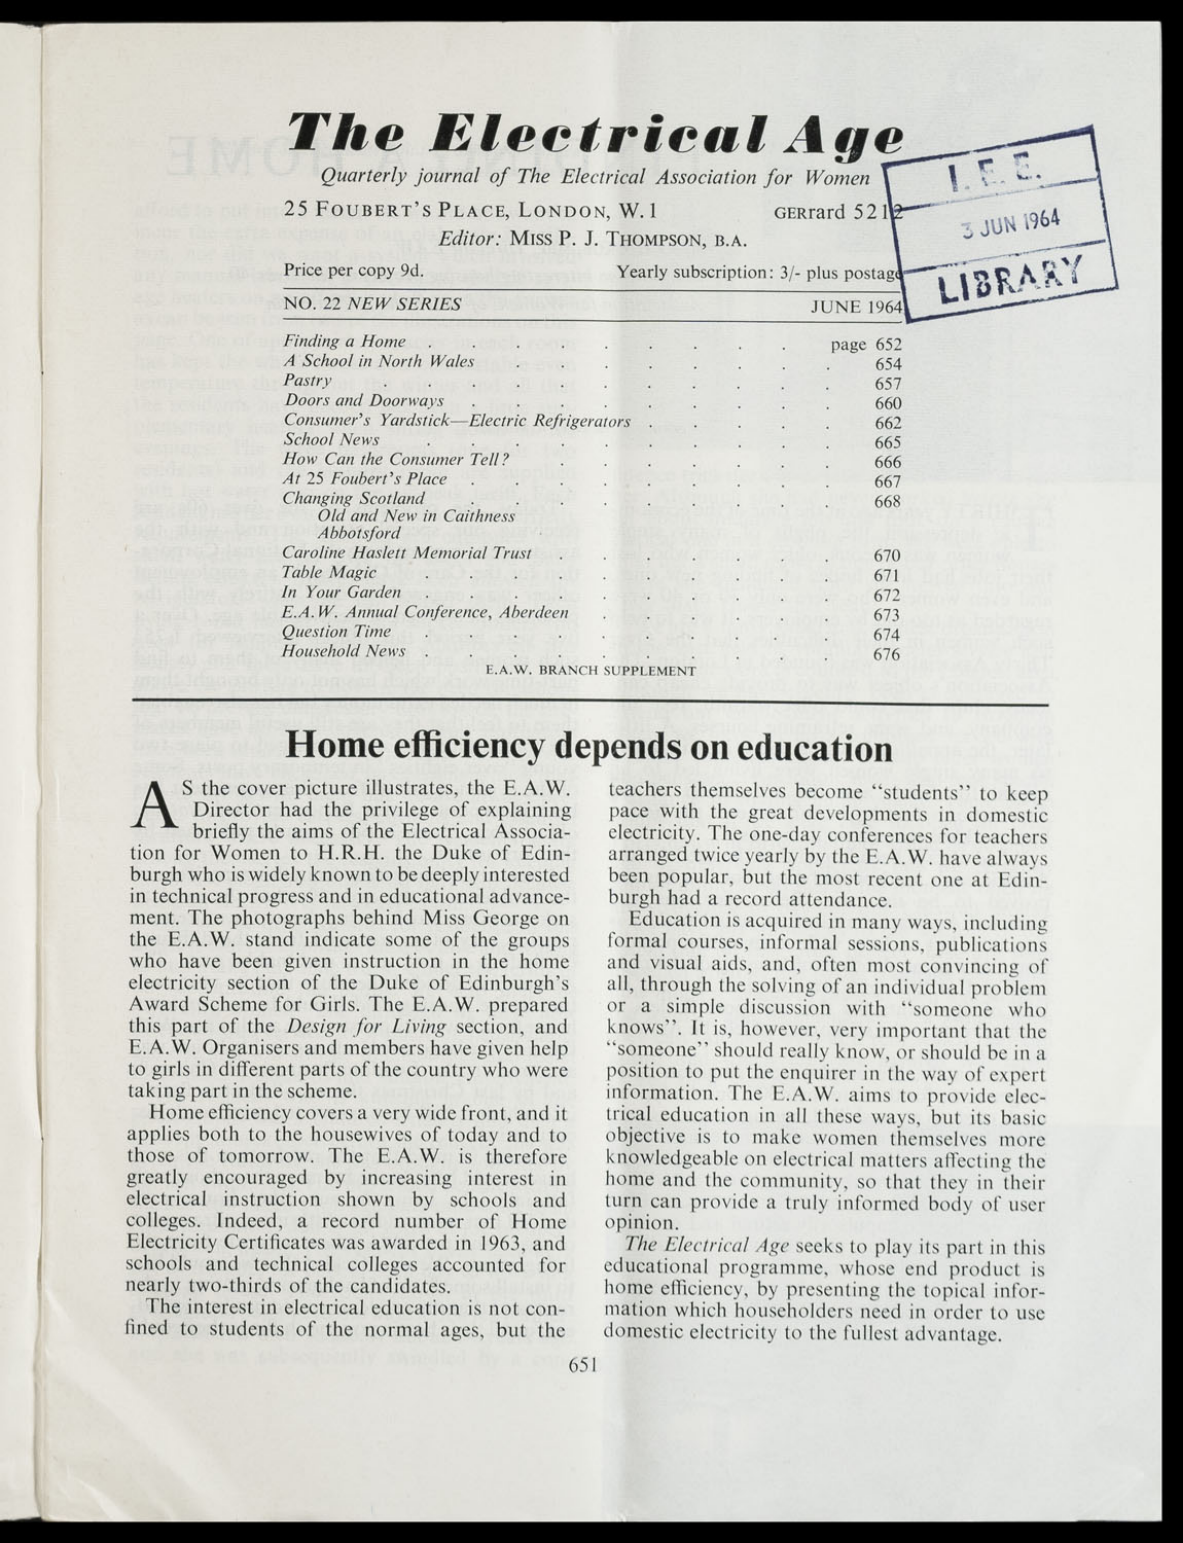 The Electrical Age
Quarterly journal of The Electrical Association for Women
25 FOUBERT'S PLACE, LONDON, W.1 GERrard 5212
Editor: MISS P. J. THOMPSON, B.A.
Price per copy 9d. Yearly subscription: 3/- plus postage
NO. 22 NEW SERIES JUNE 1964
I. E. E.
3 JUN 1964
LIBRARY
Finding a Home . . . . . . . page 652
A School in North Wales . . . . . . . 654
Pastry . . . . . . . 657
Doors and Doorways . . . . . . . 660
Consumer's Yardstick—Electric Refrigerators . . . . . 662
School News . . . . . . . 665
How Can the Consumer Tell? . . . . . . . 666
At 25 Foubert's Place . . . . . . . 667
Changing Scotland . . . . . . . 668
Old and New in Caithness
Abbotsford
Caroline Haslett Memorial Trust . . . . . . 670
Table Magic . . . . . . . 671
In Your Garden . . . . . . . 672
E.A.W. Annual Conference, Aberdeen . . . . . . 673
Question Time . . . . . . . 674
Household News . . . . . . . 676
E.A.W. BRANCH SUPPLEMENT
Home efficiency depends on education
AS the cover picture illustrates, the E.A.W.
Director had the privilege of explaining
briefly the aims of the Electrical Associa-
tion for Women to H.R.H. the Duke of Edin-
burgh who is widely known to be deeply interested
in technical progress and in educational advance-
ment. The photographs behind Miss George on
the E.A.W. stand indicate some of the groups
who have been given instruction in the home
electricity section of the Duke of Edinburgh's
Award Scheme for Girls. The E.A.W. prepared
this part of the Design for Living section, and
E.A.W. Organisers and members have given help
to girls in different parts of the country who were
taking part in the scheme.
Home efficiency covers a very wide front, and it
applies both to the housewives of today and to
those of tomorrow. The E.A.W. is therefore
greatly encouraged by increasing interest in
electrical instruction shown by schools and
colleges. Indeed, a record number of Home
Electricity Certificates was awarded in 1963, and
schools and technical colleges accounted for
nearly two-thirds of the candidates.
The interest in electrical education is not con-
fined to students of the normal ages, but the
teachers themselves become “students” to keep
pace with the great developments in domestic
electricity. The one-day conferences for teachers
arranged twice yearly by the E.A.W. have always
been popular, but the most recent one at Edin-
burgh had a record attendance.
Education is acquired in many ways, including
formal courses, informal sessions, publications
and visual aids, and, often most convincing of
all, through the solving of an individual problem
or a simple discussion with “someone who
knows”. It is, however, very important that the
“someone” should really know, or should be in a
position to put the enquirer in the way of expert
information. The E.A.W. aims to provide elec-
trical education in all these ways, but its basic
objective is to make women themselves more
knowledgeable on electrical matters affecting the
home and the community, so that they in their
turn can provide a truly informed body of user
opinion.
The Electrical Age seeks to play its part in this
educational programme, whose end product is
home efficiency, by presenting the topical infor-
mation which householders need in order to use
domestic electricity to the fullest advantage.
651